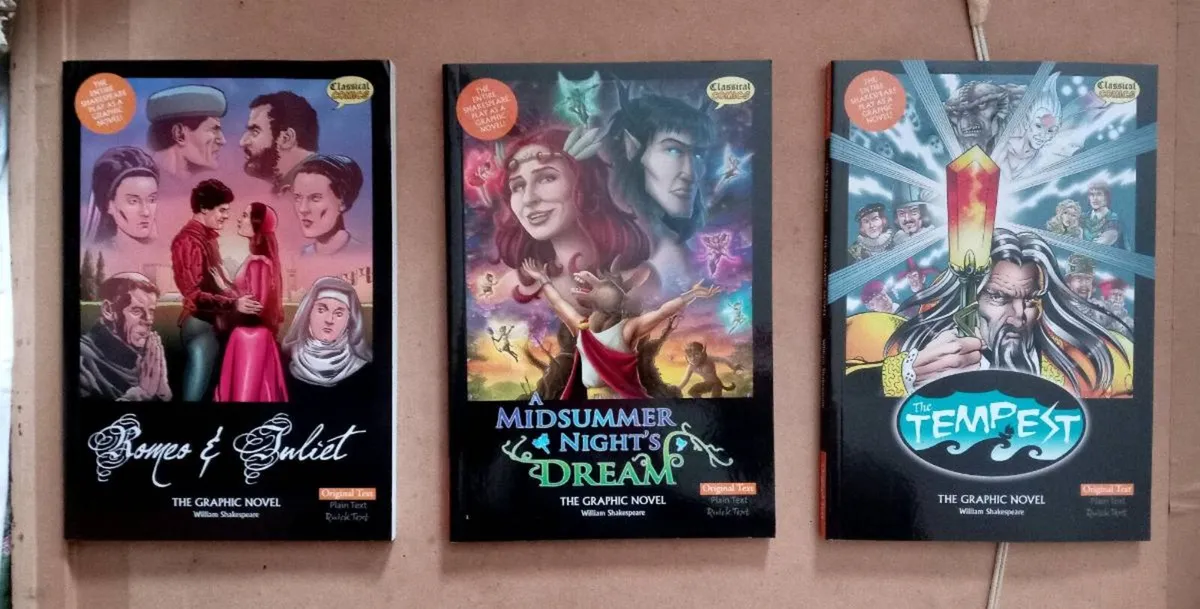 THE
ENTIRE
SHAKESPEARE
PLAY AS A
GRAPHIC
NOVEL!
Classical
COMICS
Romeo & Juliet
THE GRAPHIC NOVEL
William Shakespeare
Original Text
Plain Text
Quick Text
THE
ENTIRE
SHAKESPEARE
PLAY AS A
GRAPHIC
NOVEL!
Classical
COMICS
A
MIDSUMMER
NIGHT'S
DREAM
THE GRAPHIC NOVEL
William Shakespeare
Original Text
Plain Text
Quick Text
THE
ENTIRE
SHAKESPEARE
PLAY AS A
GRAPHIC
NOVEL!
Classical
COMICS
The
TEMPEST
THE GRAPHIC NOVEL
William Shakespeare
Original Text
Plain Text
Quick Text